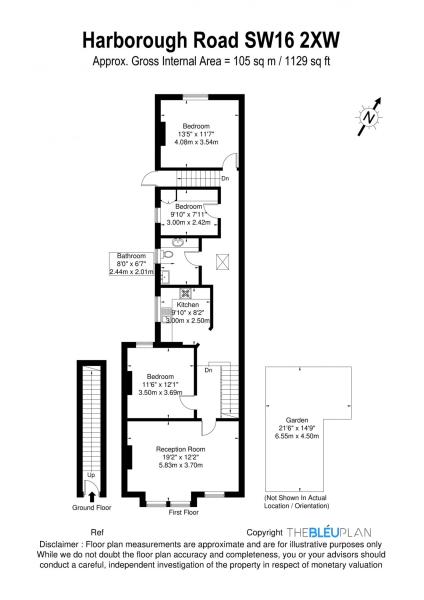 Harborough Road SW16 2XW
Approx. Gross Internal Area = 105 sq m / 1129 sq ft
N
Bedroom
13'5" x 11'7"
4.08m x 3.54m
Dn
Bedroom
9'10" x 7'11"
3.00m x 2.42m
Bathroom
8'0" x 6'7"
2.44m x 2.01m
Kitchen
9'10" x 8'2"
3.00m x 2.50m
Dn
Bedroom
11'6" x 12'1"
3.50m x 3.69m
Reception Room
19'2" x 12'2"
5.83m x 3.70m
First Floor
Up
Ground Floor
Garden
21'6" x 14'9"
6.55m x 4.50m
(Not Shown In Actual
Location / Orientation)
Ref
Copyright THEBLÉUPLAN
Disclaimer : Floor plan measurements are approximate and are for illustrative purposes only
While we do not doubt the floor plan accuracy and completeness, you or your advisors should
conduct a careful, independent investigation of the property in respect of monetary valuation